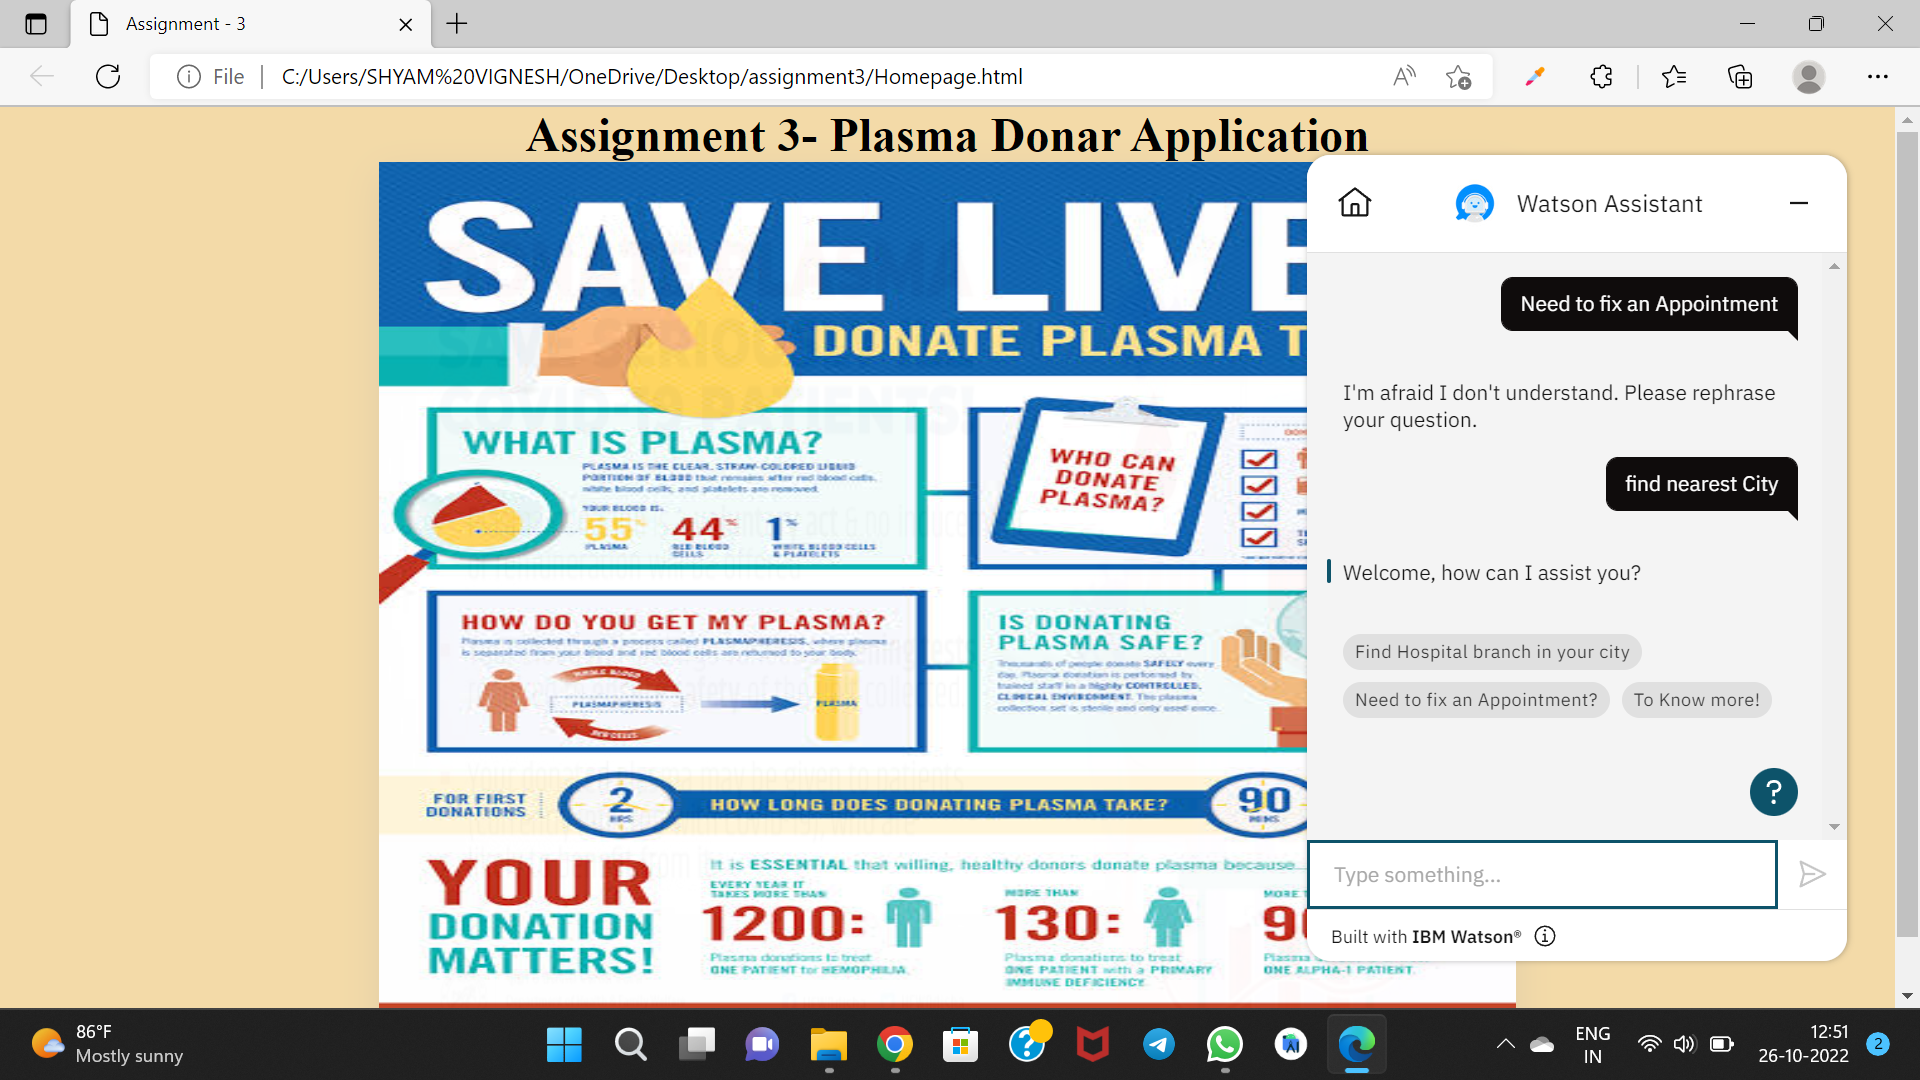 Assignment - 3
File
C:/Users/SHYAM%20VIGNESH/OneDrive/Desktop/assignment3/Homepage.html
Assignment 3- Plasma Donar Application
SAVE LIVE
DONATE PLASMA T
WHAT IS PLASMA?
PLASMA IS THE CLEAR, STRAW-COLORED LIQUID
PORTION OF BLOOD that remains after red blood cells,
white blood cells, and platelets are removed.
YOUR BLOOD IS:
55% 44% 1%
PLASMA RED BLOOD CELLS WHITE BLOOD CELLS & PLATELETS
WHO CAN
DONATE
PLASMA?
HOW DO YOU GET MY PLASMA?
Plasma is collected through a process called PLASMAPHERESIS, where plasma
is separated from your blood and red blood cells are returned to your body.
WHOLE BLOOD
PLASMAPHERESIS
PLASMA
RED CELLS
IS DONATING
PLASMA SAFE?
Thousands of people donate SAFELY every
day. Plasma donation is performed by
trained staff in a highly CONTROLLED,
CLINICAL ENVIRONMENT. The plasma
collection set is sterile and only used once.
FOR FIRST
DONATIONS
2
HRS
HOW LONG DOES DONATING PLASMA TAKE?
90
MINS
YOUR
DONATION
MATTERS!
It is ESSENTIAL that willing, healthy donors donate plasma because...
EVERY YEAR IT
TAKES MORE THAN
1200:
Plasma donations to treat
ONE PATIENT for HEMOPHILIA.
MORE THAN
130:
Plasma donations to treat
ONE PATIENT with a PRIMARY
IMMUNE DEFICIENCY.
MORE
9
Plasma
ONE ALPHA-1 PATIENT.
Watson Assistant
Need to fix an Appointment
I'm afraid I don't understand. Please rephrase
your question.
find nearest City
Welcome, how can I assist you?
Find Hospital branch in your city
Need to fix an Appointment?
To Know more!
?
Type something...
Built with IBM Watson®
86°F
Mostly sunny
ENG
IN
12:51
26-10-2022
2